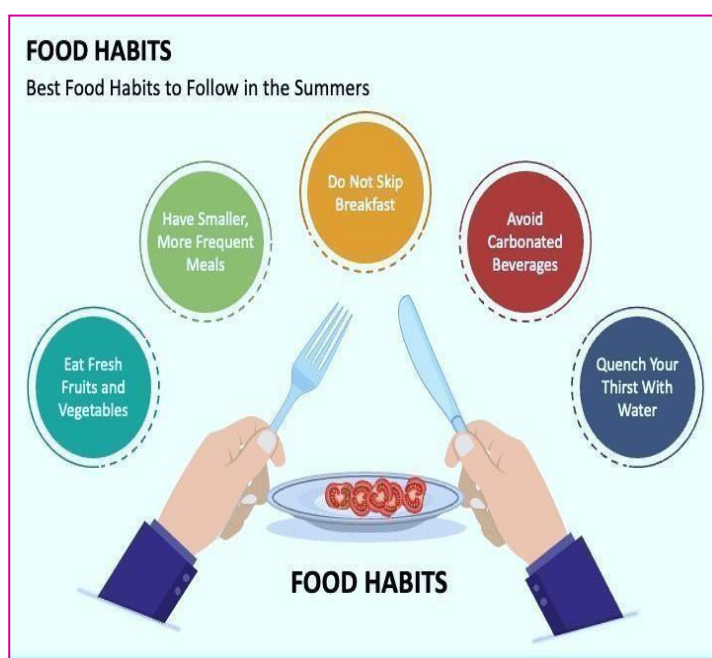 FOOD HABITS
Best Food Habits to Follow in the Summers
Eat Fresh
Fruits and
Vegetables
Have Smaller,
More Frequent
Meals
Do Not Skip
Breakfast
Avoid
Carbonated
Beverages
Quench Your
Thirst With
Water
FOOD HABITS